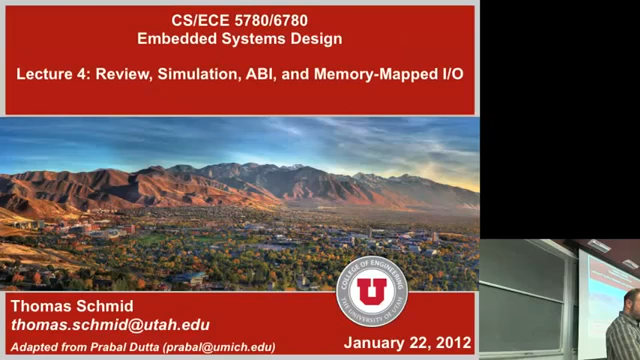 CS/ECE 5780/6780
Embedded Systems Design
Lecture 4: Review, Simulation, ABI, and Memory-Mapped I/O
COLLEGE OF ENGINEERING
U
THE UNIVERSITY OF UTAH
Thomas Schmid
thomas.schmid@utah.edu
Adapted from Prabal Dutta (prabal@umich.edu)
January 22, 2012